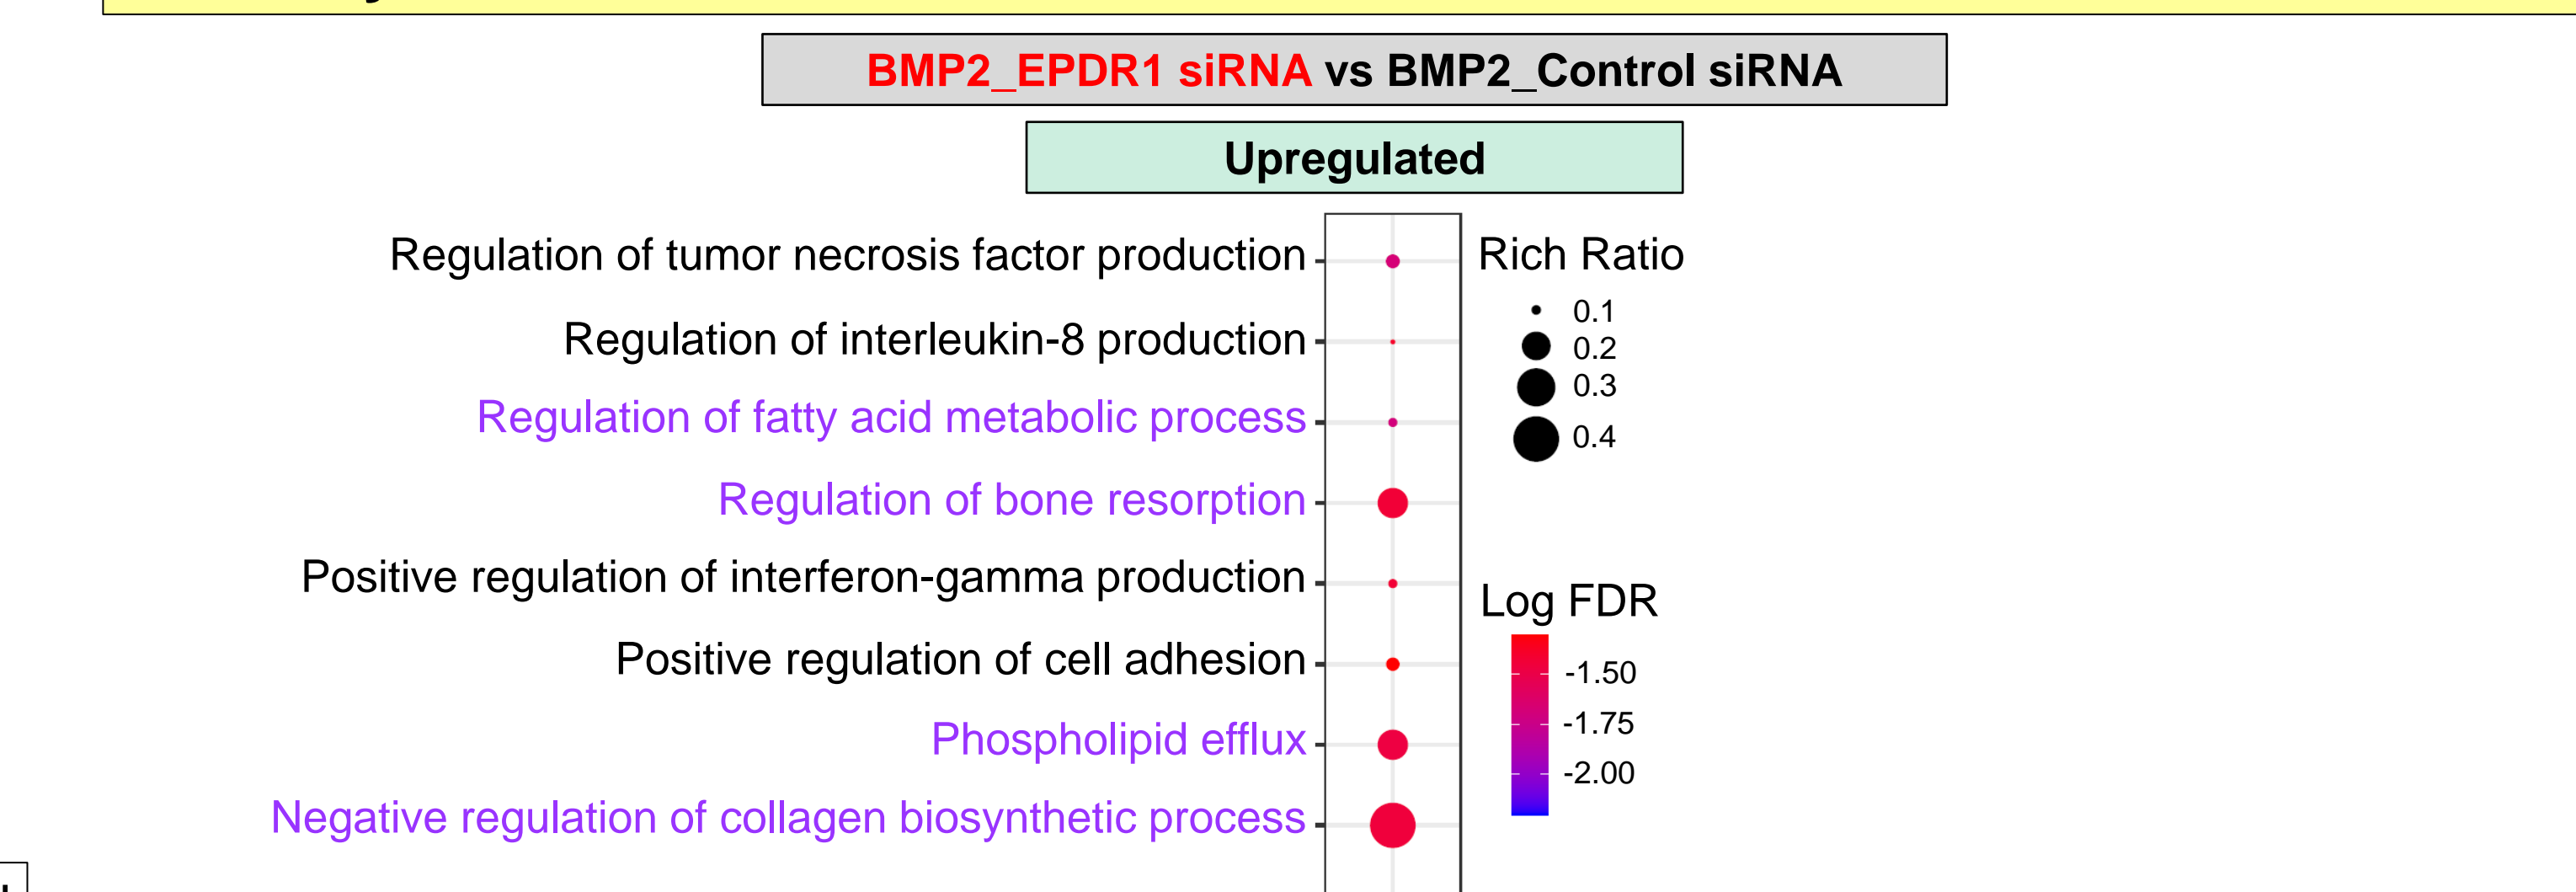 BMP2_EPDR1 siRNA vs BMP2_Control siRNA
Upregulated
Regulation of tumor necrosis factor production
Regulation of interleukin-8 production
Regulation of fatty acid metabolic process
Regulation of bone resorption
Positive regulation of interferon-gamma production
Positive regulation of cell adhesion
Phospholipid efflux
Negative regulation of collagen biosynthetic process
Rich Ratio
0.1
0.2
0.3
0.4
Log FDR
-1.50
-1.75
-2.00